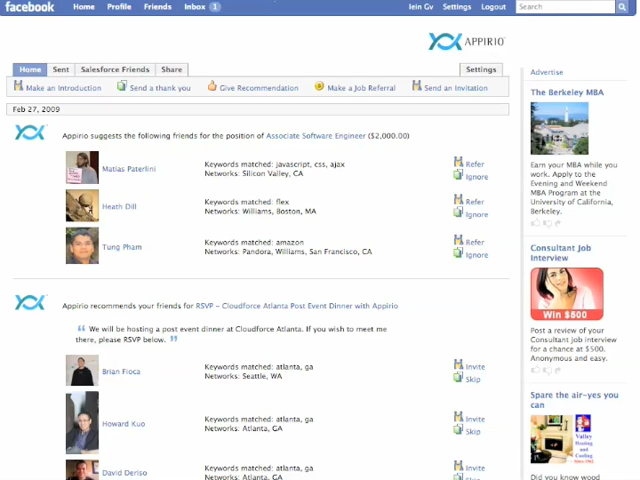 facebook Home Profile Friends Inbox 1 Iein Gv Settings Logout Search
APPIRIO
Home Sent Salesforce Friends Share Settings
Make an Introduction Send a thank you Give Recommendation Make a Job Referral Send an Invitation
Feb 27, 2009
Appirio suggests the following friends for the position of Associate Software Engineer ($2,000.00)
Matias Paterlini
Keywords matched: javascript, css, ajax
Networks: Silicon Valley, CA
Refer
Ignore
Heath Dill
Keywords matched: flex
Networks: Williams, Boston, MA
Refer
Ignore
Tung Pham
Keywords matched: amazon
Networks: Pandora, Williams, San Francisco, CA
Refer
Ignore
Appirio recommends your friends for RSVP - Cloudforce Atlanta Post Event Dinner with Appirio
“ We will be hosting a post event dinner at Cloudforce Atlanta. If you wish to meet me
there, please RSVP below. ”
Brian Fioca
Keywords matched: atlanta, ga
Networks: Seattle, WA
Invite
Skip
Howard Kuo
Keywords matched: atlanta, ga
Networks: Atlanta, GA
Invite
Skip
David Deriso
Keywords matched: atlanta, ga
Networks: Atlanta, GA
Invite
Skip
Advertise
The Berkeley MBA
Earn your MBA while you
work. Apply to the
Evening and Weekend
MBA Program at the
University of California,
Berkeley.
Consultant Job
Interview
Win $500
Post a review of your
Consultant job interview
for a chance at $500.
Anonymous and easy.
Spare the air-yes you
can
Valley
Heating
and
Cooling
Since 1962
Did you know wood